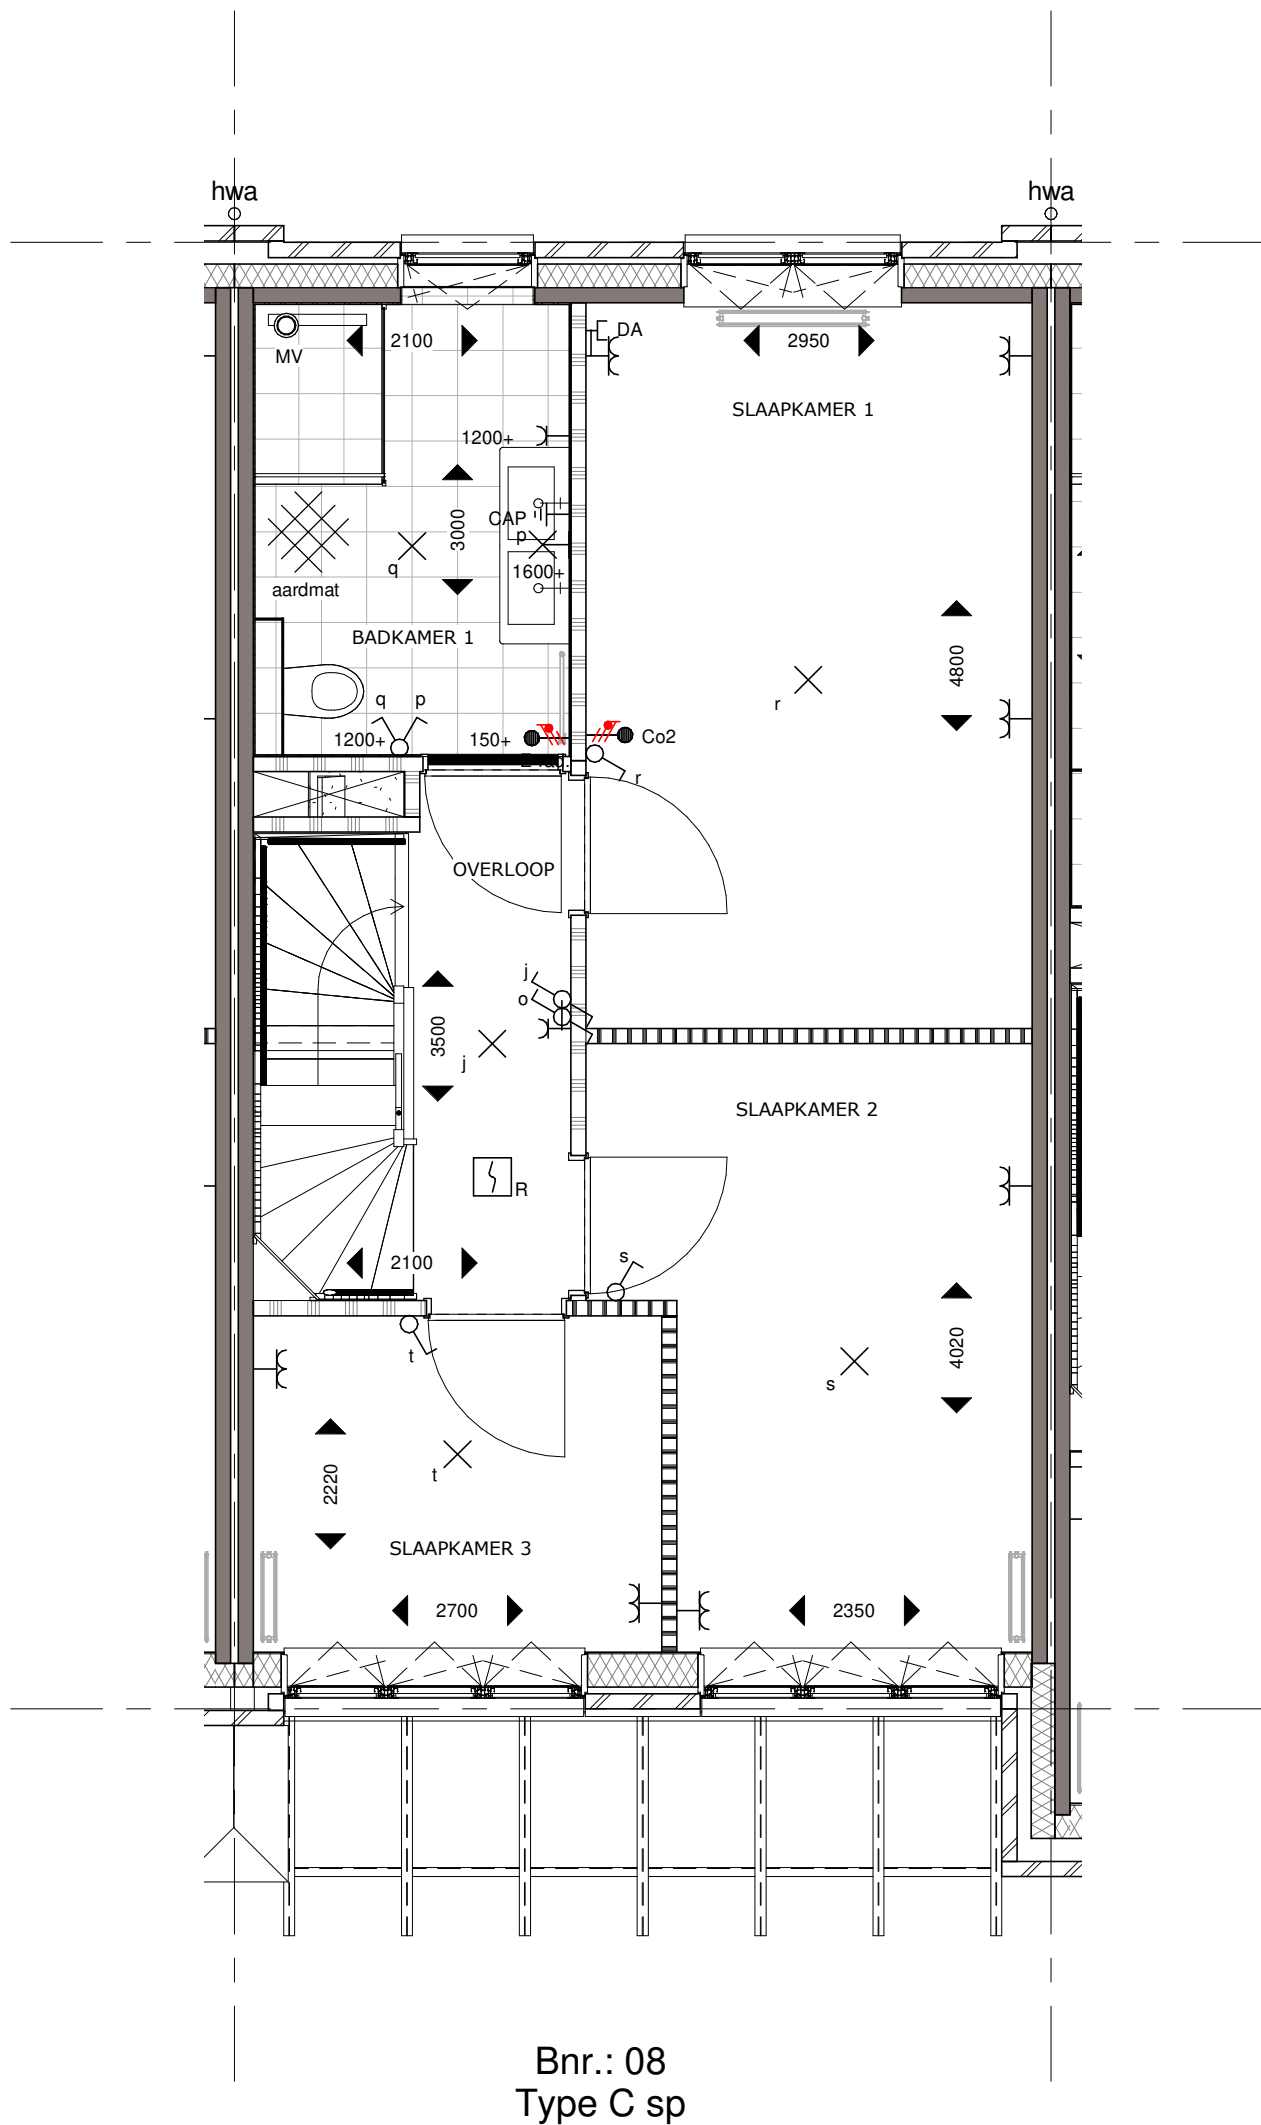 hwa
hwa
MV
2100
DA
2950
SLAAPKAMER 1
1200+
3000
CAP
p
q
1600+
aardmat
BADKAMER 1
4800
r
q
p
1200+
150+
Co2
r
OVERLOOP
j
o
3500
j
SLAAPKAMER 2
R
2100
s
t
4020
s
t
2220
SLAAPKAMER 3
2700
2350
Bnr.: 08
Type C sp